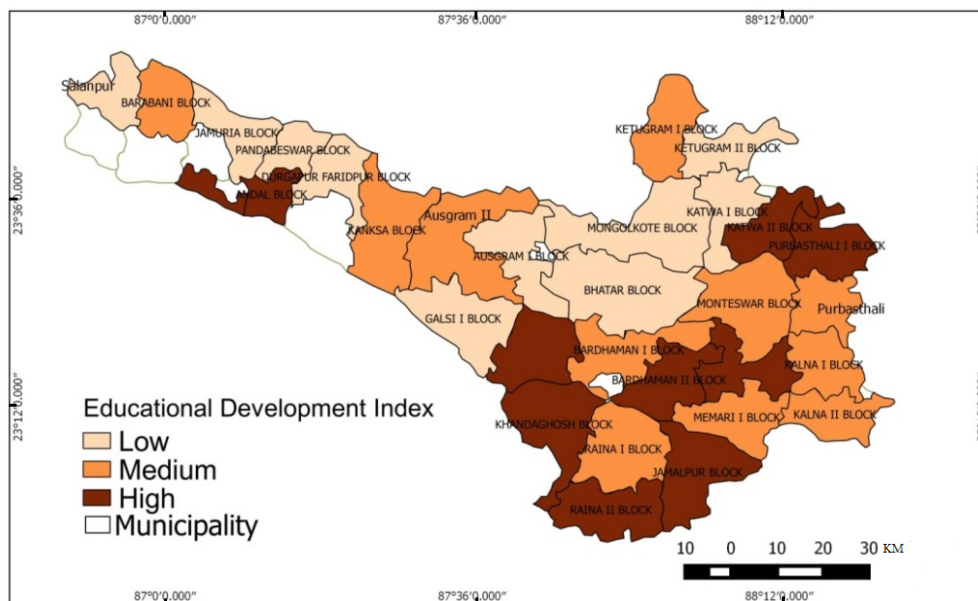 87°0'0.000"
87°36'0.000"
88°12'0.000"
Salanpur
BARABANI BLOCK
JAMURIA BLOCK
PANDABESWAR BLOCK
DURGAPUR FARIDPUR BLOCK
ANDAL BLOCK
KETUGRAM I BLOCK
KETUGRAM II BLOCK
23°36'0.000"
KANKSA BLOCK
Ausgram II
AUSGRAM I BLOCK
MONGOLKOTE BLOCK
KATWA I BLOCK
KATWA II BLOCK
PURBASTHALI I BLOCK
BHATAR BLOCK
MONTESWAR BLOCK
Purbasthali
GALSI I BLOCK
BARDHAMAN I BLOCK
KALNA I BLOCK
BARDHAMAN II BLOCK
23°12'0.000"
KHANDAGHOSH BLOCK
MEMARI I BLOCK
KALNA II BLOCK
RAINA I BLOCK
JAMALPUR BLOCK
RAINA II BLOCK
Educational Development Index
Low
Medium
High
Municipality
10 0 10 20 30 KM
87°0'0.000"
87°36'0.000"
88°12'0.000"